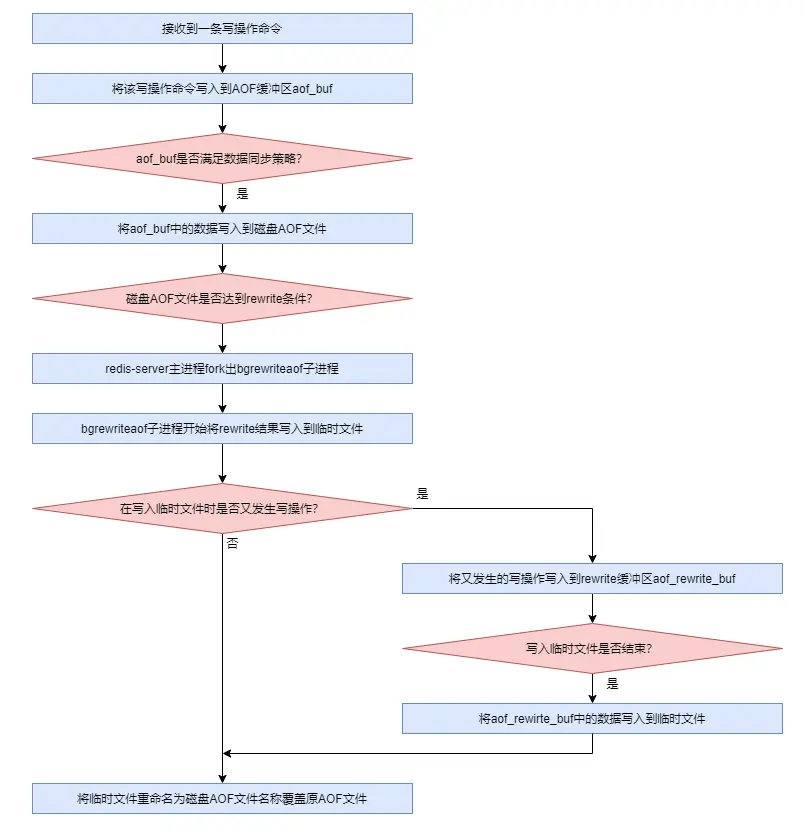 接收到一条写操作命令
将该写操作命令写入到AOF缓冲区aof_buf
aof_buf是否满足数据同步策略?
是
将aof_buf中的数据写入到磁盘AOF文件
磁盘AOF文件是否达到rewrite条件?
redis-server主进程fork出bgrewriteaof子进程
bgrewriteaof子进程开始将rewrite结果写入到临时文件
在写入临时文件时是否又发生写操作?
是
否
将又发生的写操作写入到rewrite缓冲区aof_rewrite_buf
写入临时文件是否结束?
是
将aof_rewirte_buf中的数据写入到临时文件
将临时文件重命名为磁盘AOF文件名称覆盖原AOF文件